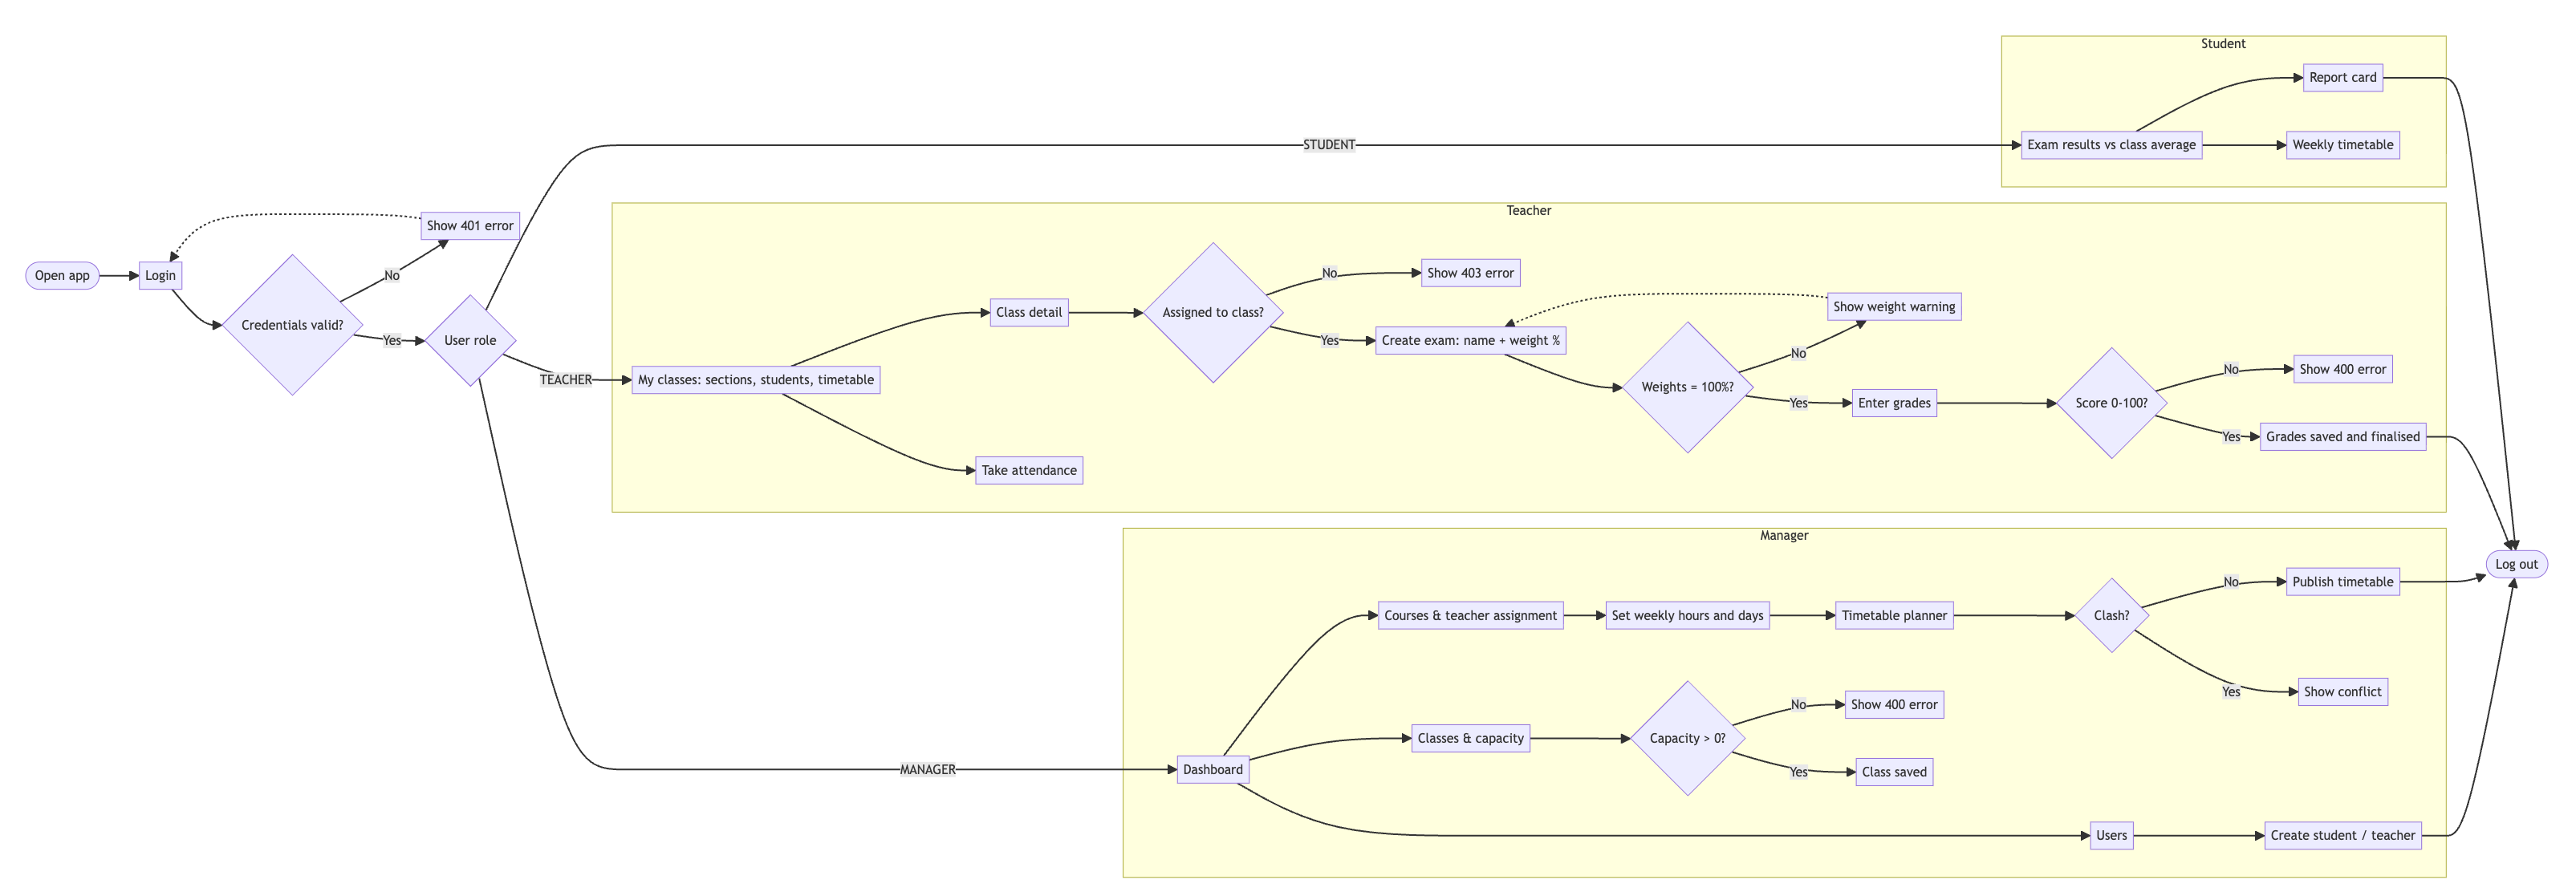 Student
Report card
STUDENT
Exam results vs class average
Weekly timetable
Show 401 error
Open app
Login
No
Credentials valid?
Yes
User role
TEACHER
Teacher
My classes: sections, students, timetable
Class detail
Take attendance
Assigned to class?
No
Show 403 error
Yes
Create exam: name + weight %
Show weight warning
Weights = 100%?
No
Yes
Enter grades
Score 0-100?
No
Show 400 error
Yes
Grades saved and finalised
Manager
MANAGER
Dashboard
Courses & teacher assignment
Set weekly hours and days
Timetable planner
Clash?
No
Publish timetable
Yes
Show conflict
Classes & capacity
Capacity > 0?
No
Show 400 error
Yes
Class saved
Users
Create student / teacher
Log out